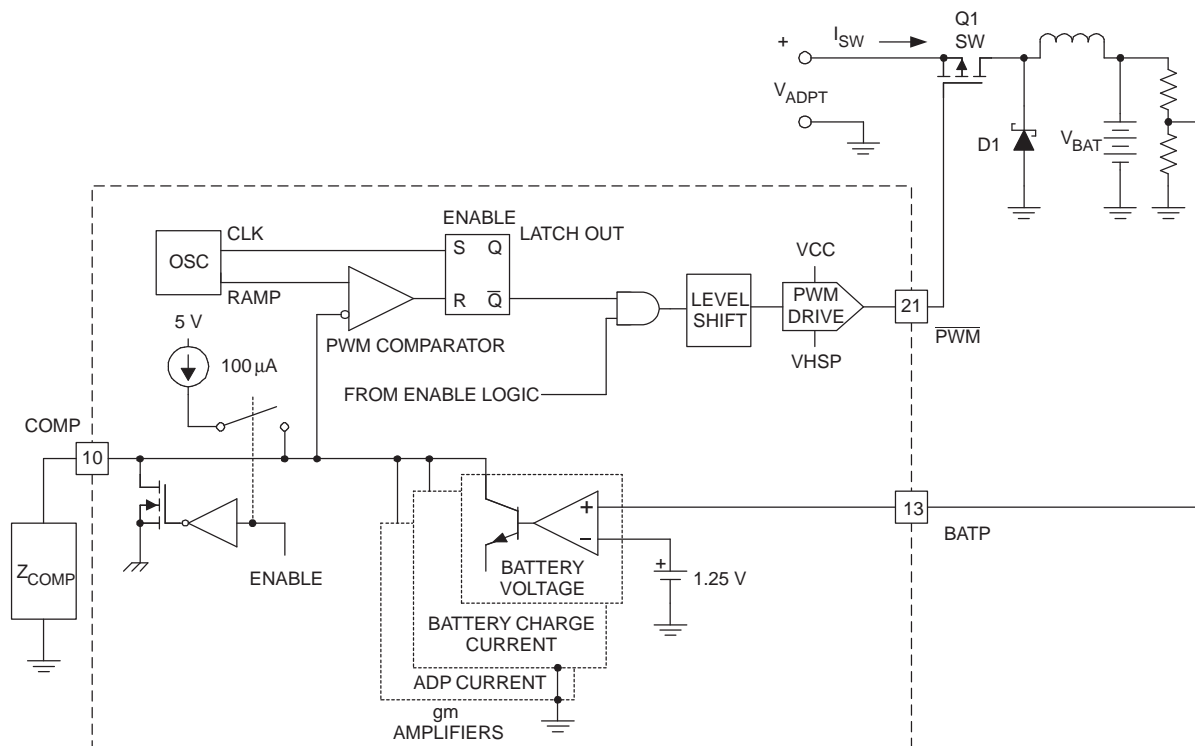 Q1
SW
I_SW
+
V_ADPT
D1
V_BAT
ENABLE
LATCH OUT
CLK
OSC
S Q
RAMP
R Q̅
PWM COMPARATOR
5 V
100 µA
FROM ENABLE LOGIC
LEVEL
SHIFT
VCC
PWM
DRIVE
VHSP
21
P̅W̅M̅
COMP
10
Z_COMP
ENABLE
+
−
BATTERY
VOLTAGE
+
1.25 V
13
BATP
BATTERY CHARGE
CURRENT
ADP CURRENT
gm
AMPLIFIERS